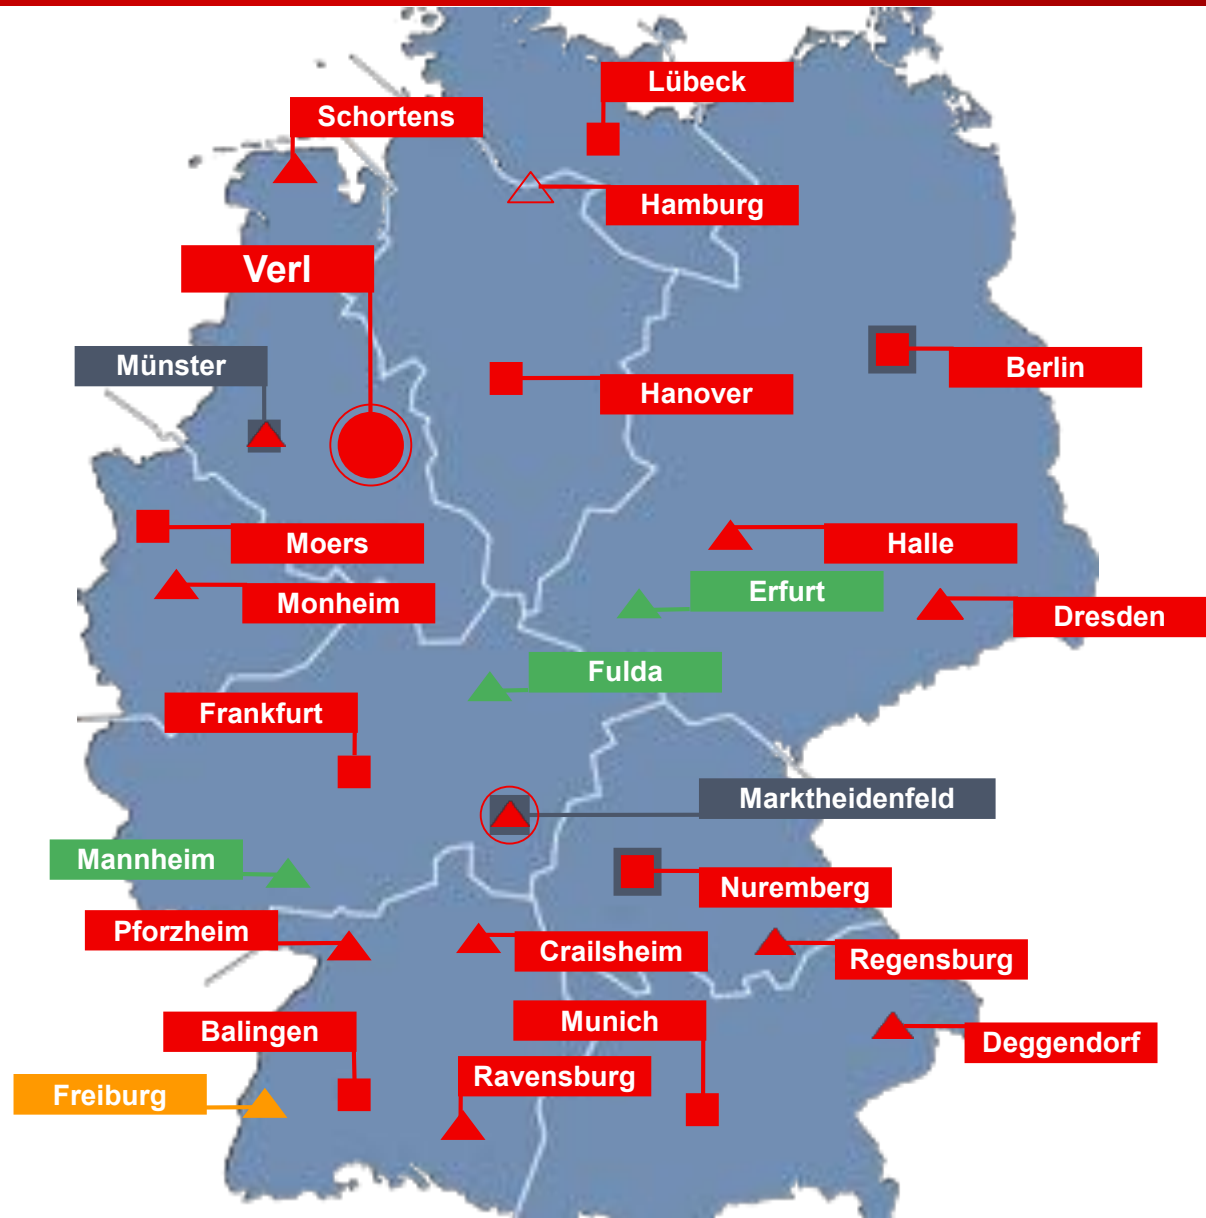 Lübeck
Schortens
Hamburg
Verl
Münster
Berlin
Hanover
Moers
Halle
Erfurt
Monheim
Dresden
Fulda
Frankfurt
Marktheidenfeld
Mannheim
Nuremberg
Pforzheim
Crailsheim
Regensburg
Munich
Balingen
Deggendorf
Ravensburg
Freiburg